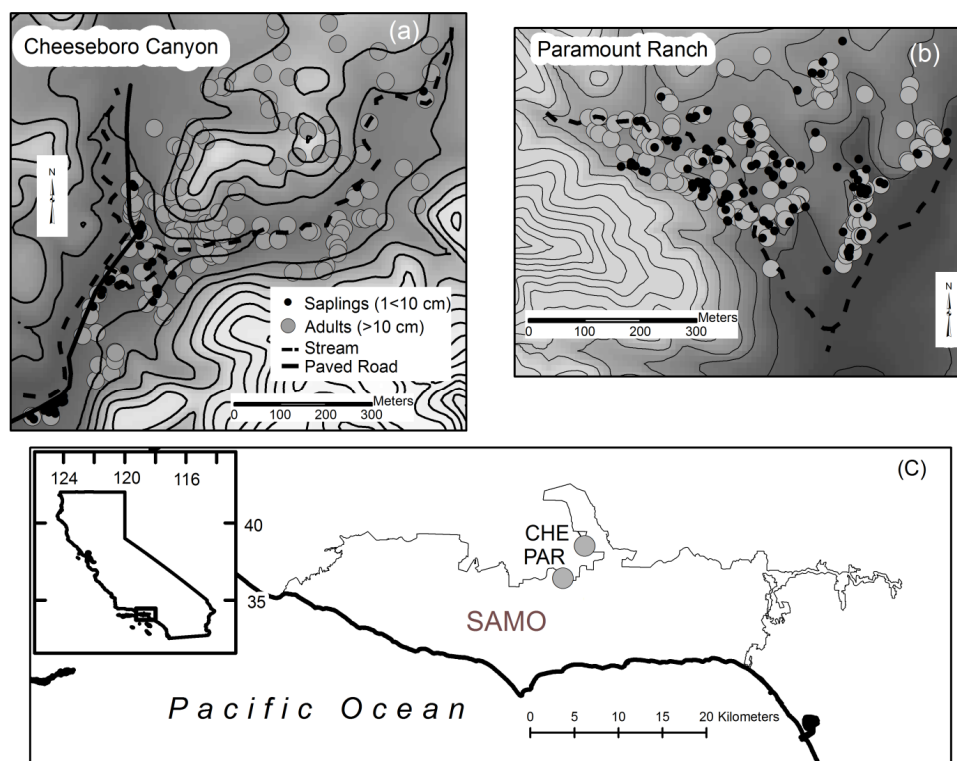 Cheeseboro Canyon
(a)
N
Saplings (1<10 cm)
Adults (>10 cm)
Stream
Paved Road
Meters
0 100 200 300
Paramount Ranch
(b)
N
Meters
0 100 200 300
(C)
124 120 116
40
35
CHE
PAR
SAMO
Pacific Ocean
0 5 10 15 20 Kilometers